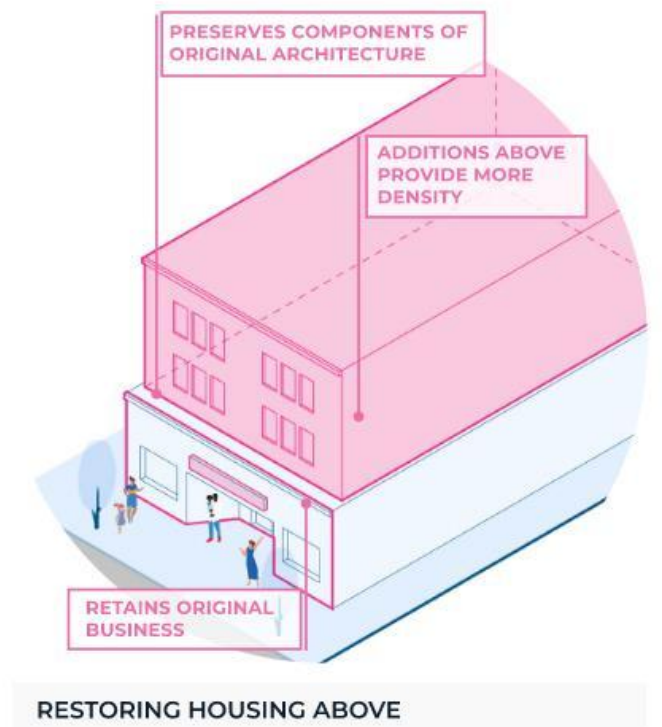 PRESERVES COMPONENTS OF
ORIGINAL ARCHITECTURE
ADDITIONS ABOVE
PROVIDE MORE
DENSITY
RETAINS ORIGINAL
BUSINESS
RESTORING HOUSING ABOVE